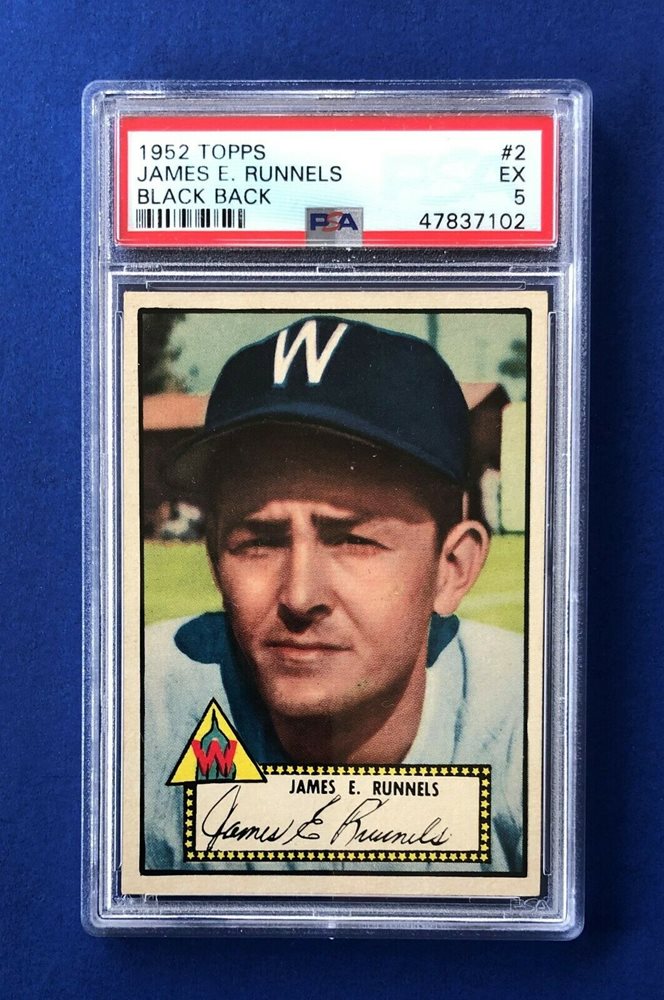 1952 TOPPS #2
JAMES E. RUNNELS EX
BLACK BACK 5
PSA 47837102
W
W
JAMES E. RUNNELS
James E Runnels